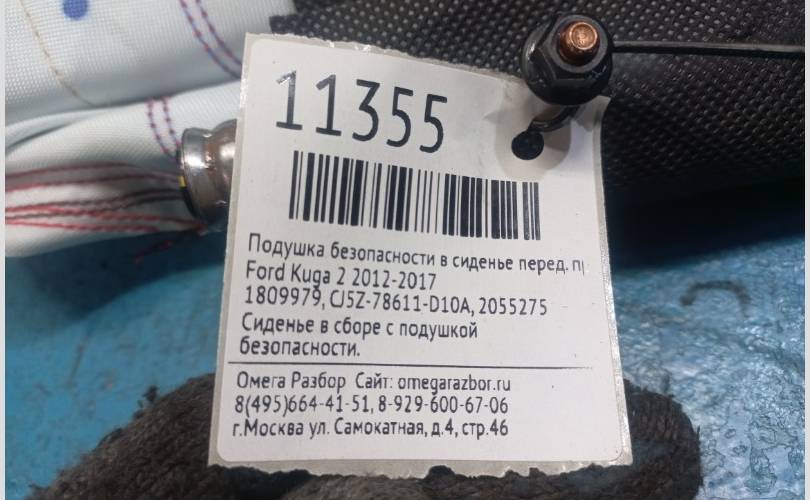 11355
Подушка безопасности в сиденье перед. п
Ford Kuga 2 2012-2017
1809979, CJ5Z-78611-D10A, 2055275
Сиденье в сборе с подушкой
безопасности.
Омега Разбор Сайт: omegarazbor.ru
8(495)664-41-51, 8-929-600-67-06
г.Москва ул. Самокатная, д.4, стр.46